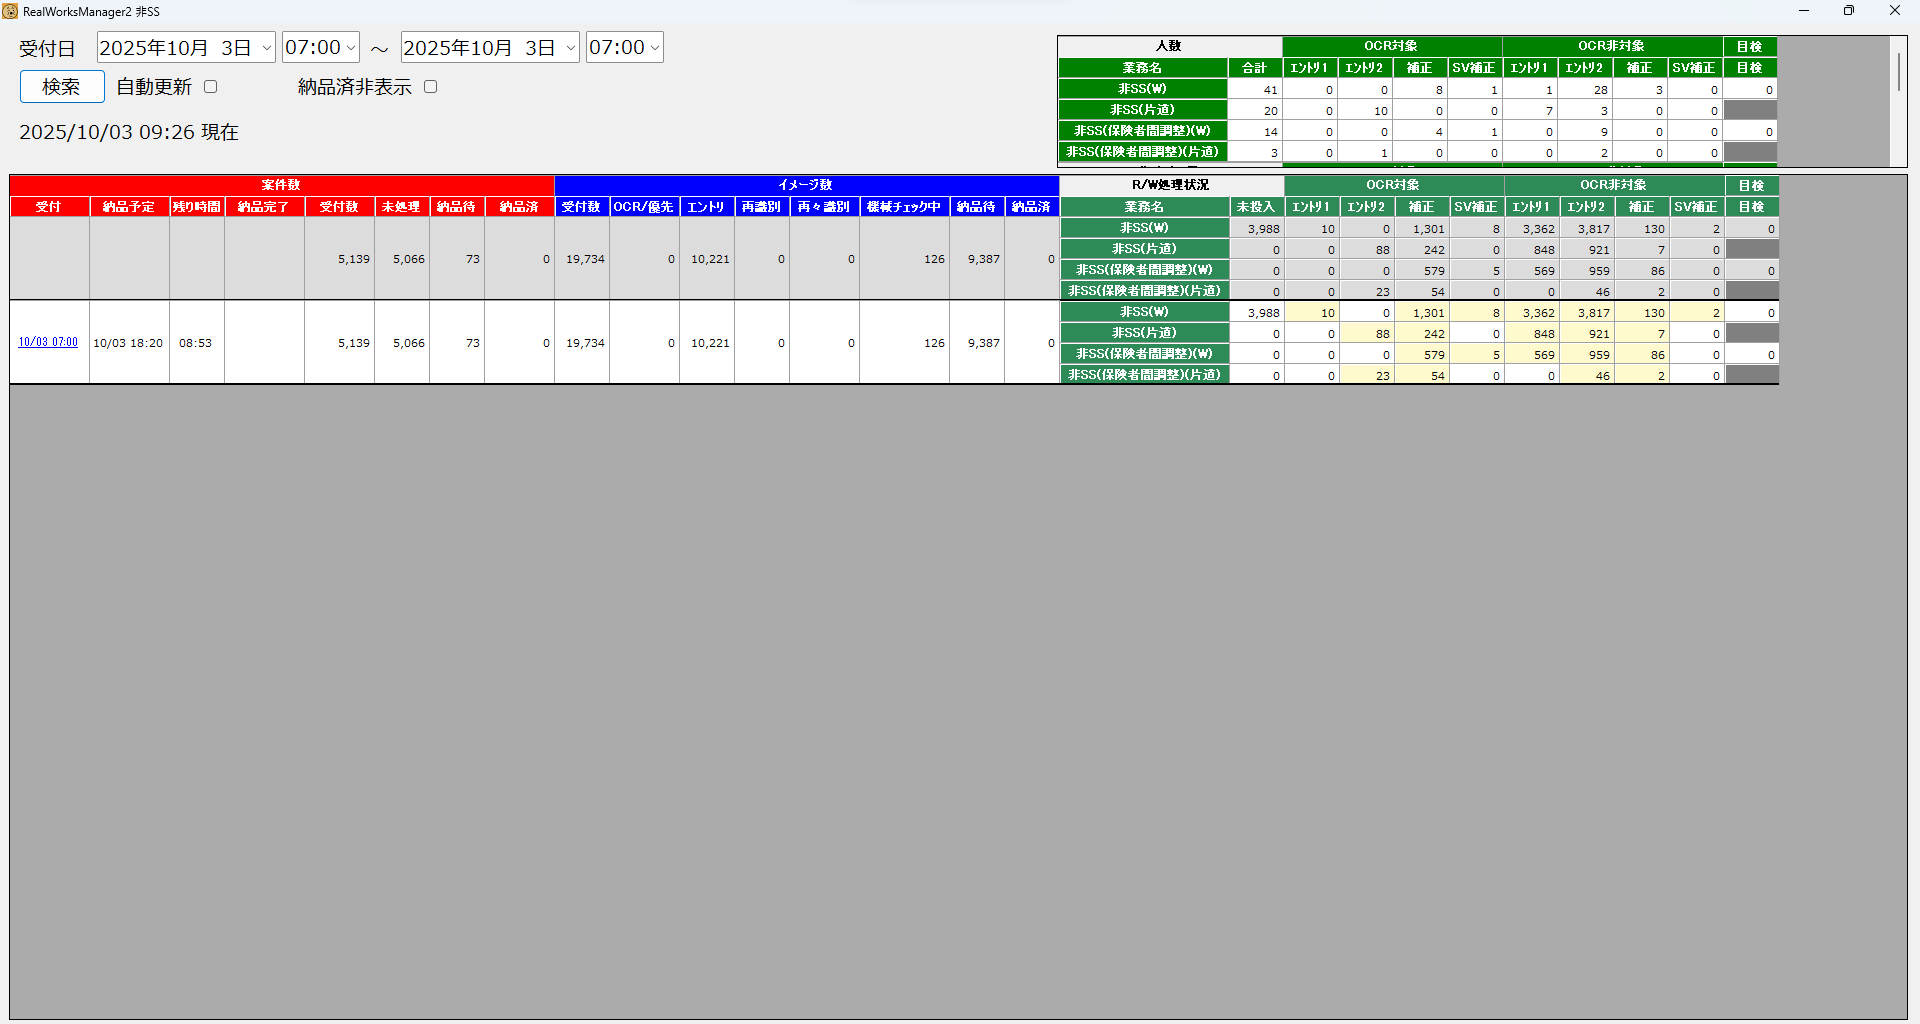 RealWorksManager2 非SS
受付日 2025年10月 3日 07:00 ～ 2025年10月 3日 07:00
検索 自動更新 納品済非表示
2025/10/03 09:26 現在
人数 OCR対象 OCR非対象 目検
業務名 合計 ｴﾝﾄﾘ1 ｴﾝﾄﾘ2 補正 SV補正 ｴﾝﾄﾘ1 ｴﾝﾄﾘ2 補正 SV補正 目検
非SS(W) 41 0 0 8 1 1 28 3 0 0
非SS(片道) 20 0 10 0 0 7 3 0 0
非SS(保険者間調整)(W) 14 0 0 4 1 0 9 0 0 0
非SS(保険者間調整)(片道) 3 0 1 0 0 0 2 0 0
案件数 イメージ数 R/W処理状況 OCR対象 OCR非対象 目検
受付 納品予定 残り時間 納品完了 受付数 未処理 納品待 納品済 受付数 OCR/優先 エントリ 再識別 再々識別 機械チェック中 納品待 納品済 業務名 未投入 ｴﾝﾄﾘ1 ｴﾝﾄﾘ2 補正 SV補正 ｴﾝﾄﾘ1 ｴﾝﾄﾘ2 補正 SV補正 目検
5,139 5,066 73 0 19,734 0 10,221 0 0 126 9,387 0
非SS(W) 3,988 10 0 1,301 8 3,362 3,817 130 2 0
非SS(片道) 0 0 88 242 0 848 921 7 0
非SS(保険者間調整)(W) 0 0 0 579 5 569 959 86 0 0
非SS(保険者間調整)(片道) 0 0 23 54 0 0 46 2 0
10/03 07:00 10/03 18:20 08:53 5,139 5,066 73 0 19,734 0 10,221 0 0 126 9,387 0
非SS(W) 3,988 10 0 1,301 8 3,362 3,817 130 2 0
非SS(片道) 0 0 88 242 0 848 921 7 0
非SS(保険者間調整)(W) 0 0 0 579 5 569 959 86 0 0
非SS(保険者間調整)(片道) 0 0 23 54 0 0 46 2 0